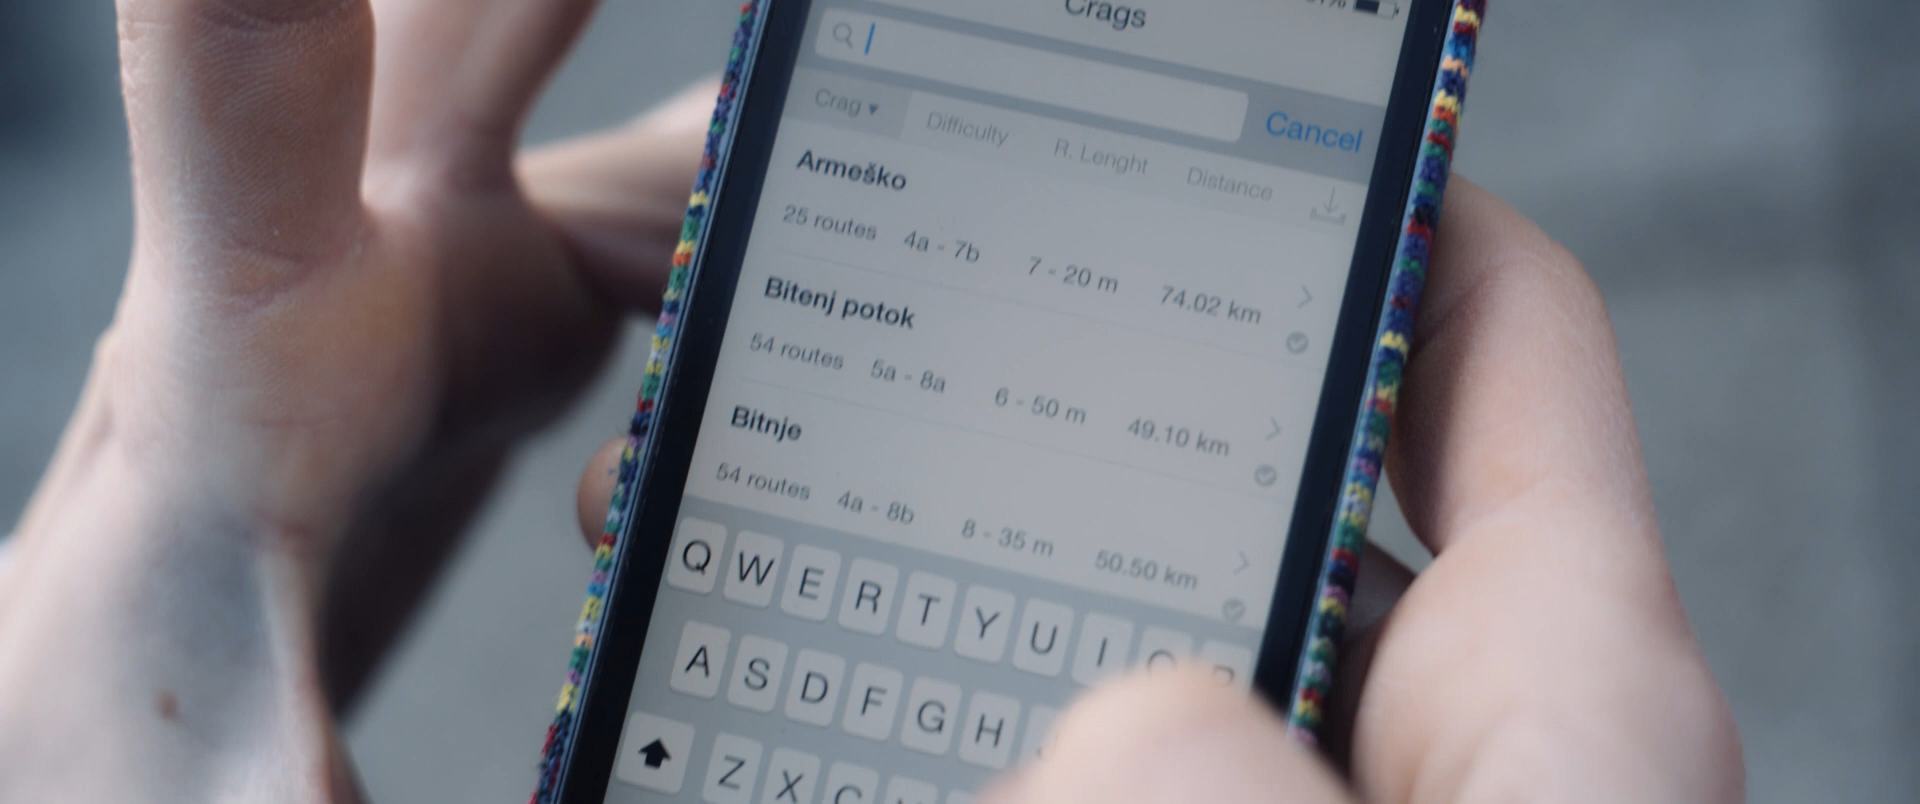 Crags
Cancel
Crag ▾ Difficulty R. Lenght Distance
Armeško
25 routes 4a - 7b 7 - 20 m 74.02 km
Bitenj potok
54 routes 5a - 8a 6 - 50 m 49.10 km
Bitnje
54 routes 4a - 8b 8 - 35 m 50.50 km
Q W E R T Y U I O P
A S D F G H
Z X C